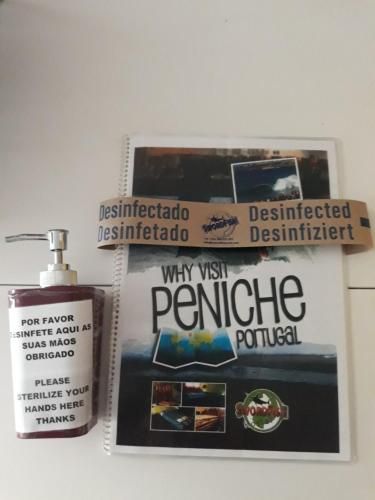 Desinfectado Desinfected
Desinfetado Desinfiziert
WHY VISIT
PENICHE
PORTUGAL
POR FAVOR
DESINFETE AQUI AS
SUAS MÃOS
OBRIGADO
PLEASE
STERILIZE YOUR
HANDS HERE
THANKS